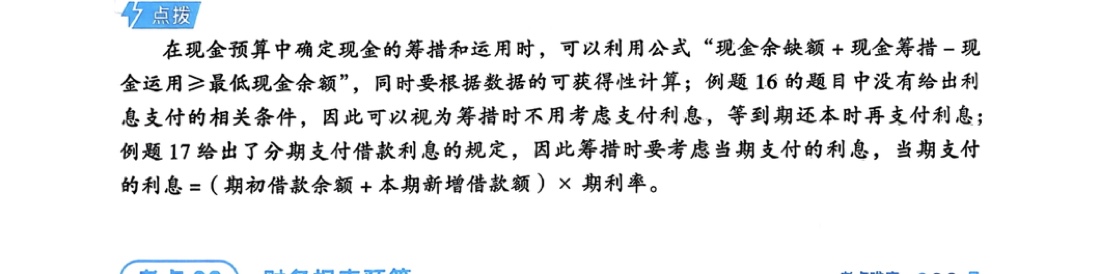 点拨
在现金预算中确定现金的筹措和运用时，可以利用公式“现金余缺额+现金筹措-现
金运用≥最低现金余额”，同时要根据数据的可获得性计算；例题 16 的题目中没有给出利
息支付的相关条件，因此可以视为筹措时不用考虑支付利息，等到期还本时再支付利息；
例题 17 给出了分期支付借款利息的规定，因此筹措时要考虑当期支付的利息，当期支付
的利息=（期初借款余额+本期新增借款额）× 期利率。